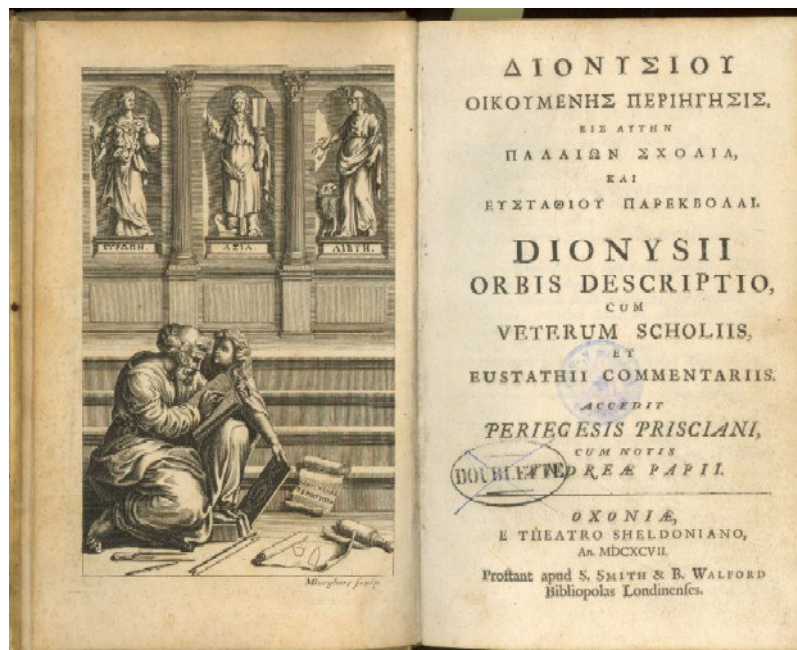 ΕΥΡΩΠΗ.
ΑΣΙΑ.
ΛΙΒΥΗ.
sculp.
ΔΙΟΝΥΣΙΟΥ
ΟΙΚΟΥΜΕΝΗΣ ΠΕΡΙΗΓΗΣΙΣ.
ΕΙΣ ΑΥΤΗΝ
ΠΑΛΑΙΩΝ ΣΧΟΛΙΑ,
ΚΑΙ
ΕΥΣΤΑΘΙΟΥ ΠΑΡΕΚΒΟΛΑΙ.
DIONYSII
ORBIS DESCRIPTIO,
CUM
VETERUM SCHOLIIS,
ET
EUSTATHII COMMENTARIIS.
ACCEDIT
PERIEGESIS PRISCIANI,
CUM NOTIS
DOUBLETTE
PAPII.
OXONIÆ,
E THEATRO SHELDONIANO,
An. MDCXCVII.
Proſtant apud S. SMITH & B. WALFORD
Bibliopolas Londinenſes.